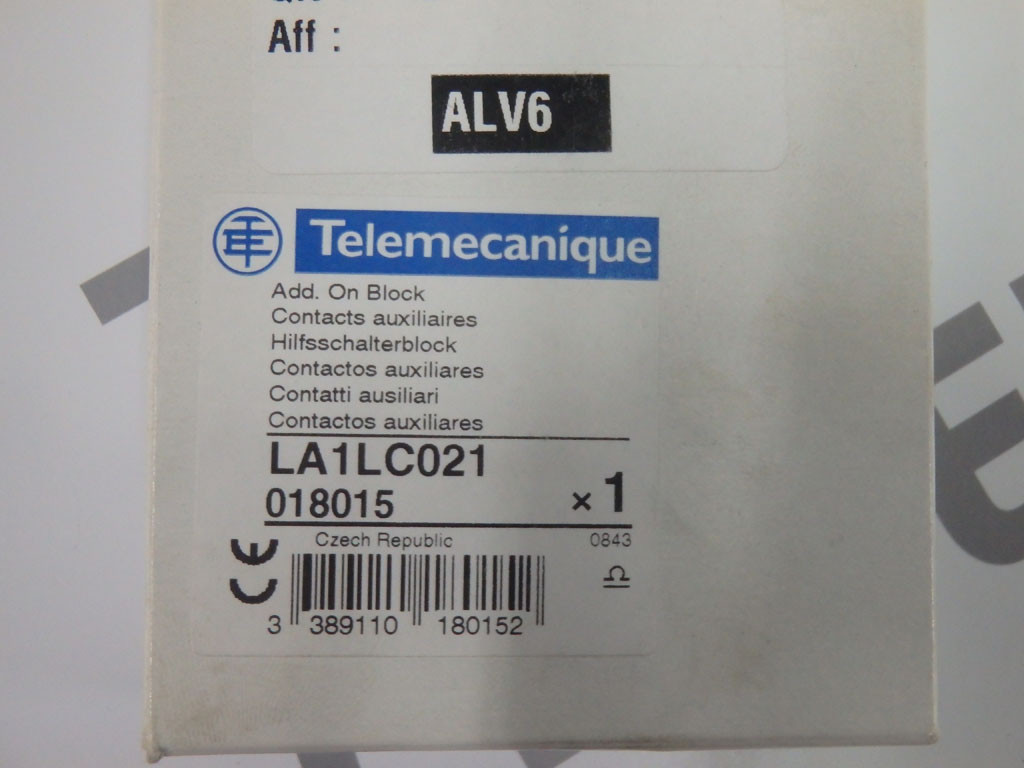 Aff :
ALV6
Telemecanique
Add. On Block
Contacts auxiliaires
Hilfsschalterblock
Contactos auxiliares
Contatti ausiliari
Contactos auxiliares
LA1LC021
018015 × 1
Czech Republic 0843
CE
3 389110 180152